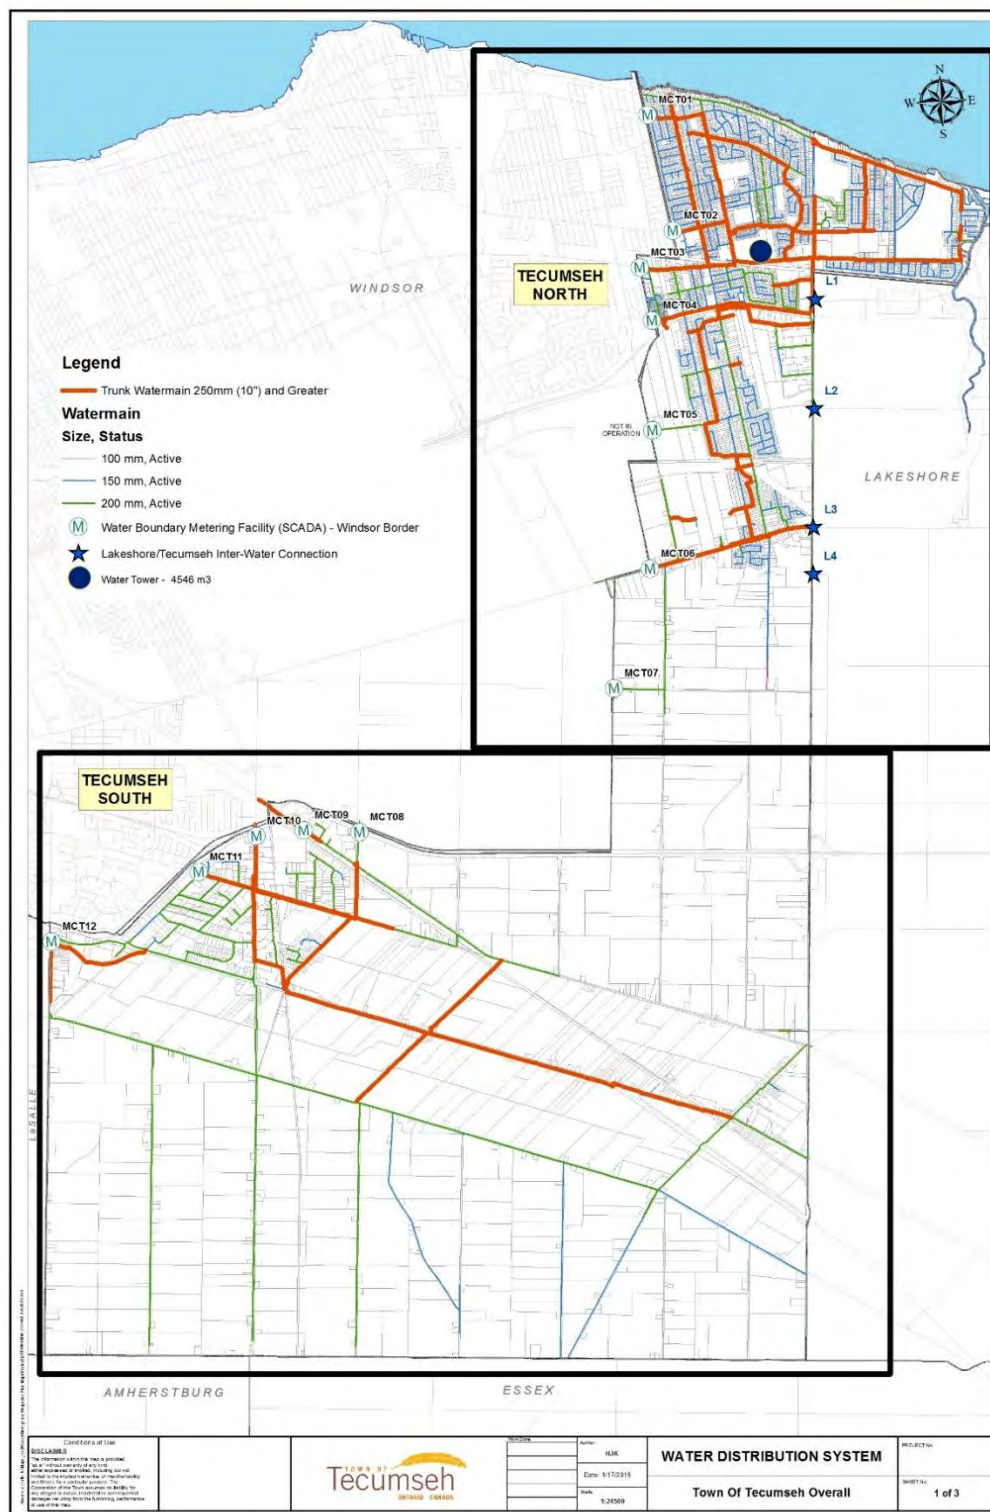 N
W E
S
MCT01
MCT02
MCT03
TECUMSEH
NORTH
WINDSOR
L1
MCT04
Legend
Trunk Watermain 250mm (10") and Greater
Watermain
Size, Status
100 mm, Active
150 mm, Active
200 mm, Active
M Water Boundary Metering Facility (SCADA) - Windsor Border
Lakeshore/Tecumseh Inter-Water Connection
Water Tower - 4546 m3
L2
MCT05
NOT IN
OPERATION
LAKESHORE
L3
MCT06
L4
MCT07
TECUMSEH
SOUTH
MCT10
MCT09
MCT08
MCT11
MCT12
LaSALLE
AMHERSTBURG
ESSEX
Conditions of Use
DISCLAIMER
TOWN OF
Tecumseh
ONTARIO CANADA
Author:
HJK
Date: 1/17/2019
WATER DISTRIBUTION SYSTEM
Town Of Tecumseh Overall
PROJECT No.
SHEET No.
1 of 3